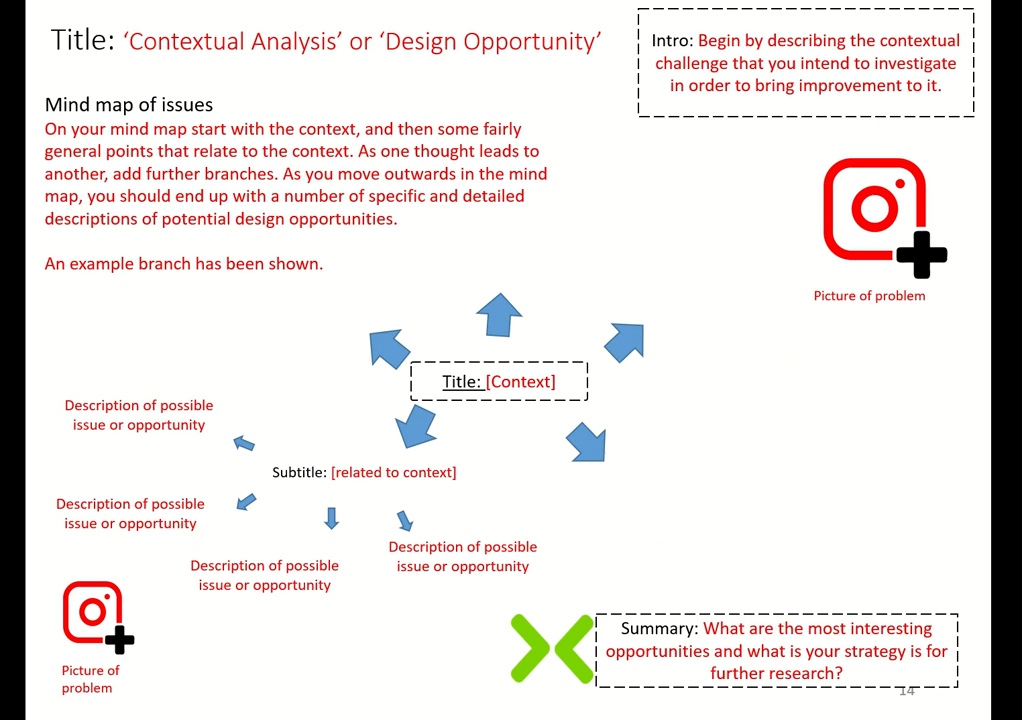 Title: ‘Contextual Analysis’ or ‘Design Opportunity’
Intro: Begin by describing the contextual
challenge that you intend to investigate
in order to bring improvement to it.
Mind map of issues
On your mind map start with the context, and then some fairly
general points that relate to the context. As one thought leads to
another, add further branches. As you move outwards in the mind
map, you should end up with a number of specific and detailed
descriptions of potential design opportunities.
An example branch has been shown.
Picture of problem
Title: [Context]
Description of possible
issue or opportunity
Subtitle: [related to context]
Description of possible
issue or opportunity
Description of possible
issue or opportunity
Description of possible
issue or opportunity
Picture of
problem
Summary: What are the most interesting
opportunities and what is your strategy is for
further research?
14